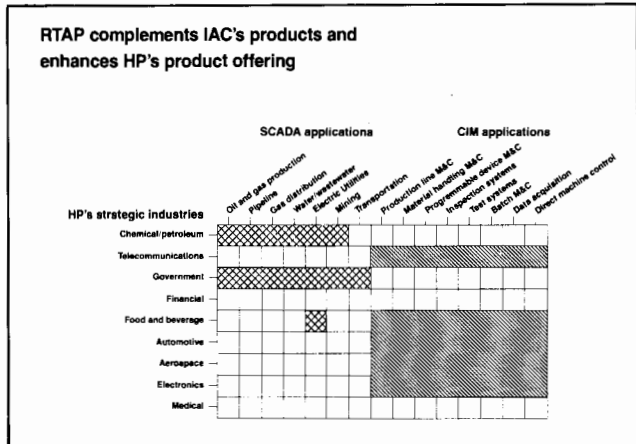 RTAP complements IAC's products and
enhances HP's product offering
SCADA applications
CIM applications
Oil and gas production
Pipeline
Gas distribution
Water/wastewater
Electric Utilities
Mining
Transportation
Production line M&C
Material handling M&C
Programmable device M&C
Inspection systems
Test systems
Batch M&C
Data acquisition
Direct machine control
HP's strategic industries
Chemical/petroleum
Telecommunications
Government
Financial
Food and beverage
Automotive
Aerospace
Electronics
Medical